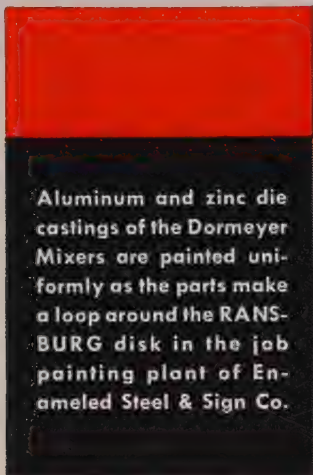 Aluminum and zinc die
castings of the Dormeyer
Mixers are painted uni-
formly as the parts make
a loop around the RANS-
BURG disk in the job
painting plant of En-
ameled Steel & Sign Co.